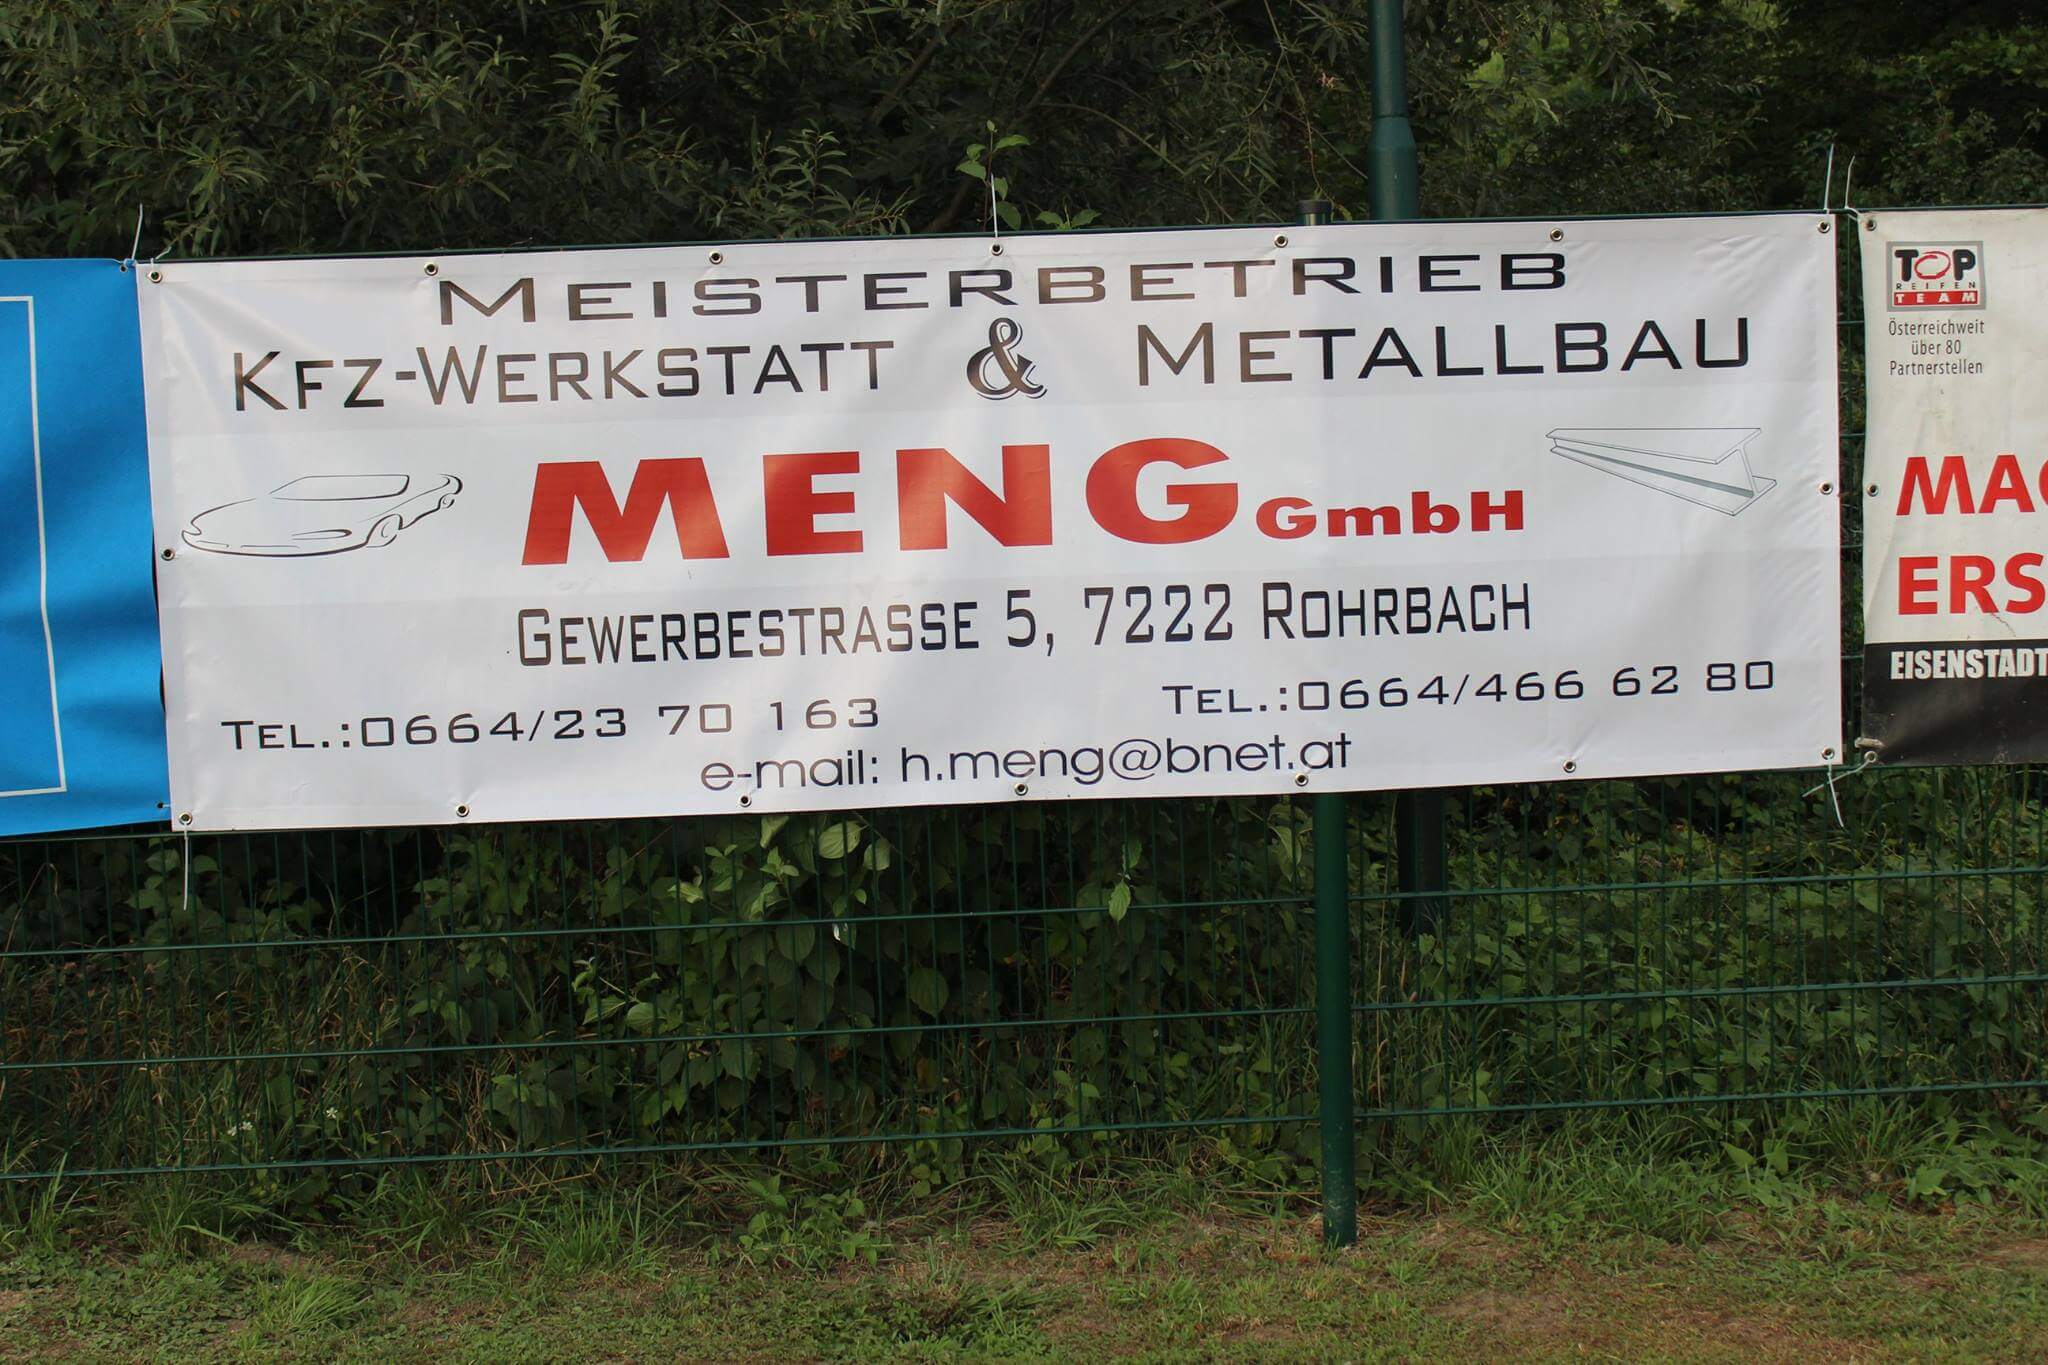 MEISTERBETRIEB
KFZ-WERKSTATT & METALLBAU
MENG GmbH
GEWERBESTRASSE 5, 7222 ROHRBACH
TEL.:0664/23 70 163
TEL.:0664/466 62 80
e-mail: h.meng@bnet.at
TOP
REIFEN
TEAM
Österreichweit
über 80
Partnerstellen
EISENSTADT